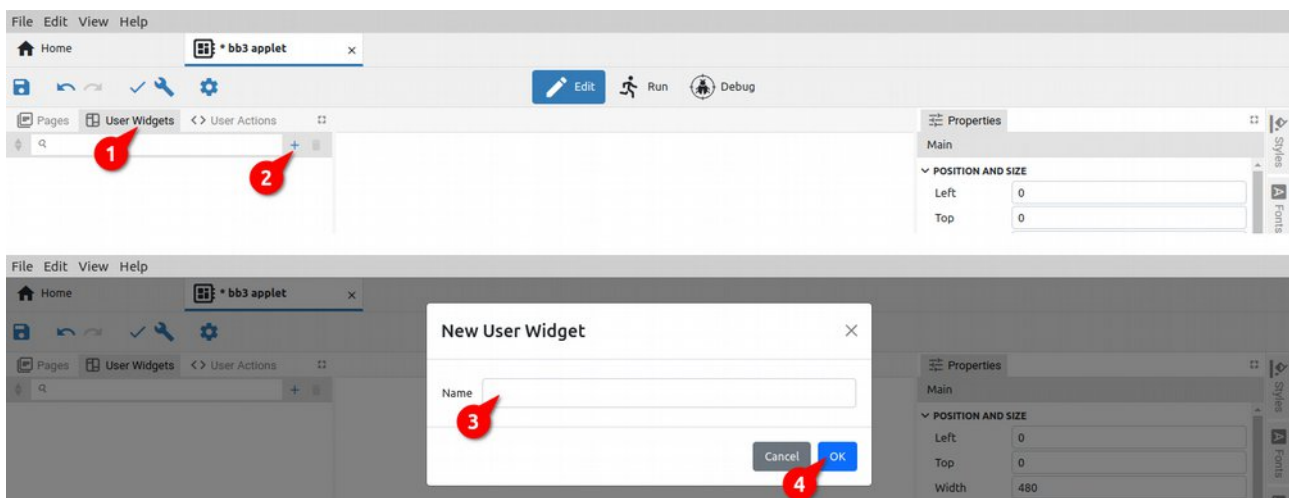 File Edit View Help
Home * bb3 applet ×
Edit Run Debug
Pages User Widgets <> User Actions Properties
1 Main
2 POSITION AND SIZE
Left 0
Top 0
Styles
A Fonts
File Edit View Help
Home * bb3 applet ×
New User Widget ×
Pages User Widgets <> User Actions Properties
Name Main
3 POSITION AND SIZE
Cancel OK Left 0
4 Top 0
Width 480
Styles
A Fonts